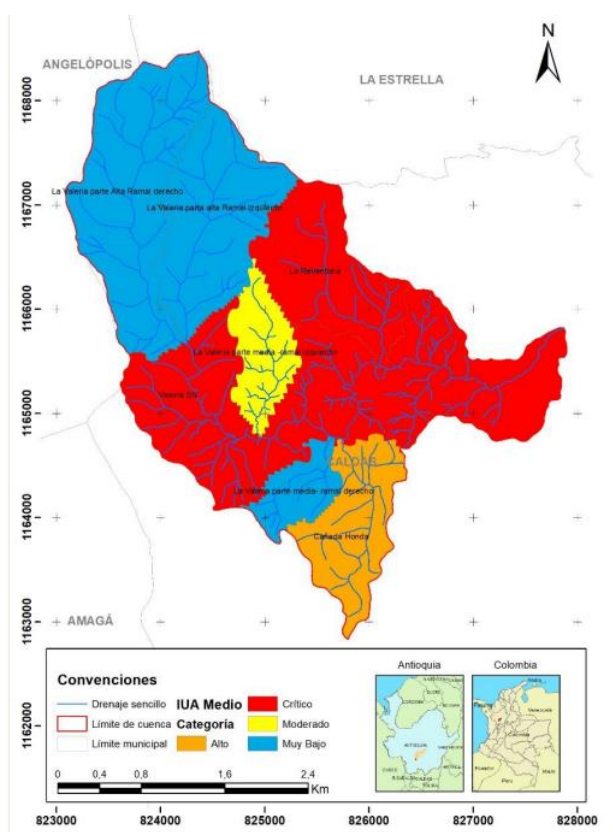 N
ANGELÓPOLIS
LA ESTRELLA
1168000
1167000
1166000
1165000
1164000
1163000
1162000
La Valeria parte Alta Ramal derecho
La Valeria parte alta Ramal izquierdo
La Reventona
La Valeria parte media -ramal izquierdo
Valeria SN
CALDAS
La Valeria parte media- ramal derecho
Cañada Honda
AMAGÁ
Convenciones
Drenaje sencillo
Límite de cuenca
Límite municipal
IUA Medio
Categoría
Alto
Crítico
Moderado
Muy Bajo
0 0,4 0,8 1,6 2,4
Km
Antioquia
Colombia
ANTIOQUIA
823000 824000 825000 826000 827000 828000